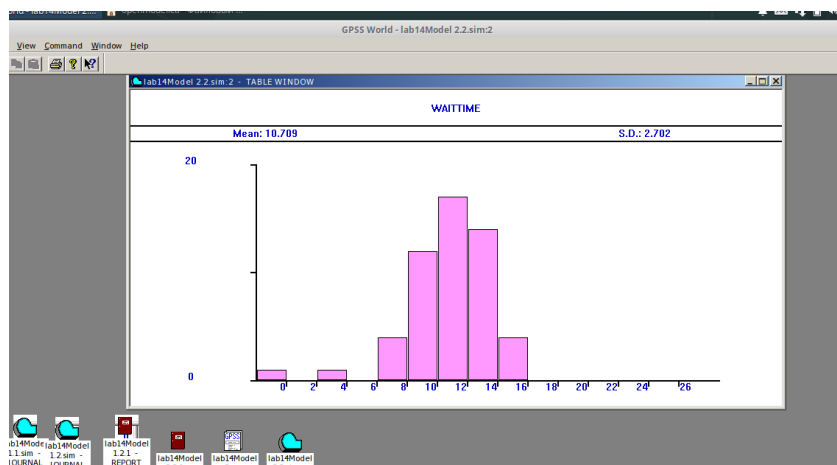 GPSS World - lab14Model 2.2.sim:2
View Command Window Help
lab14Model 2.2.sim:2 - TABLE WINDOW
WAITTIME
Mean: 10.709 S.D.: 2.702
20
0
0 2 4 6 8 10 12 14 16 18 20 22 24 26
1.1.sim -
JOURNAL
lab14Model
1.2.sim -
JOURNAL
lab14Model
1.2.1 -
REPORT
GPSS
lab14Model
lab14Model
lab14Model